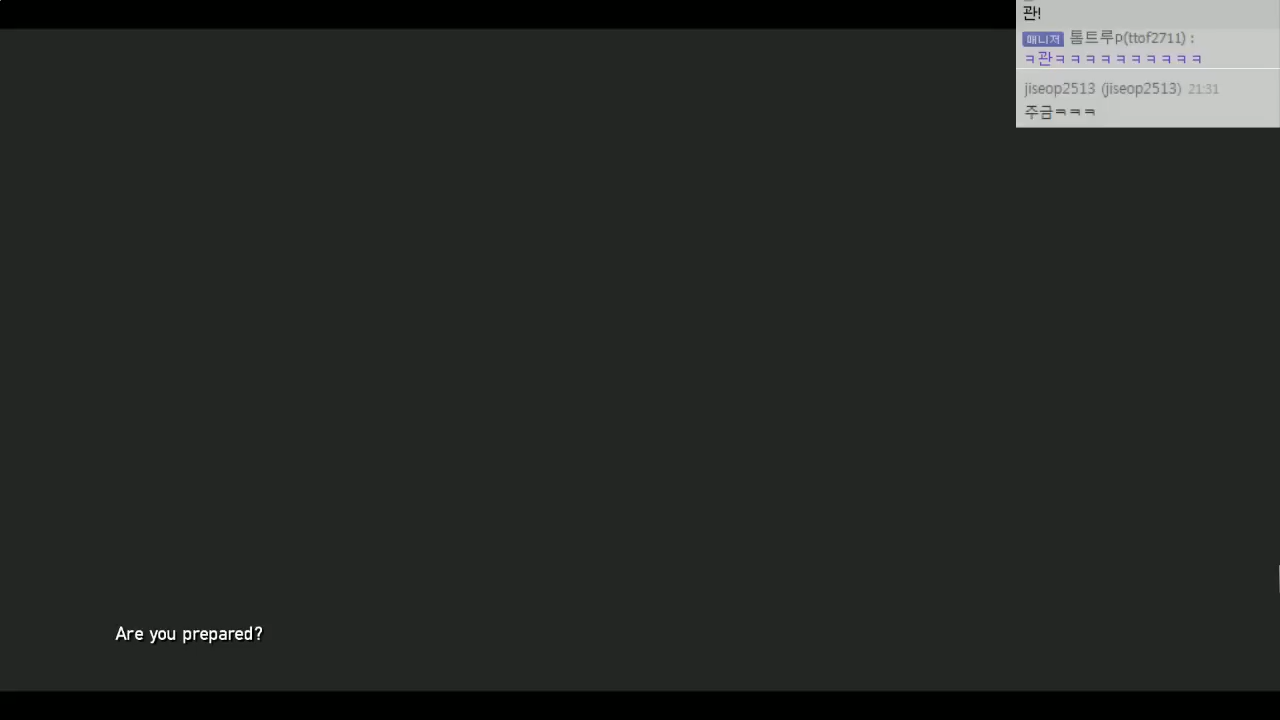 관!
매니저 톰트루p(ttof2711) :
ㅋ관ㅋㅋㅋㅋㅋㅋㅋㅋㅋㅋ
jiseop2513 (jiseop2513) 21:31
주금ㅋㅋㅋ
Are you prepared?